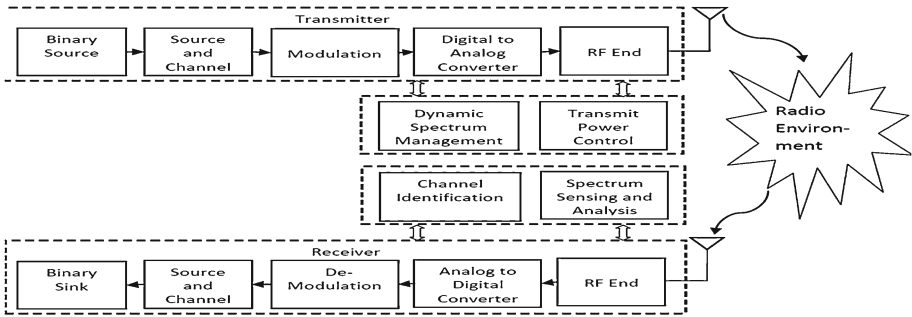 Transmitter
Binary
Source
Source
and
Channel
Modulation
Digital to
Analog
Converter
RF End
Dynamic
Spectrum
Management
Transmit
Power
Control
Radio
Environ-
ment
Channel
Identification
Spectrum
Sensing and
Analysis
Receiver
Binary
Sink
Source
and
Channel
De-
Modulation
Analog to
Digital
Converter
RF End